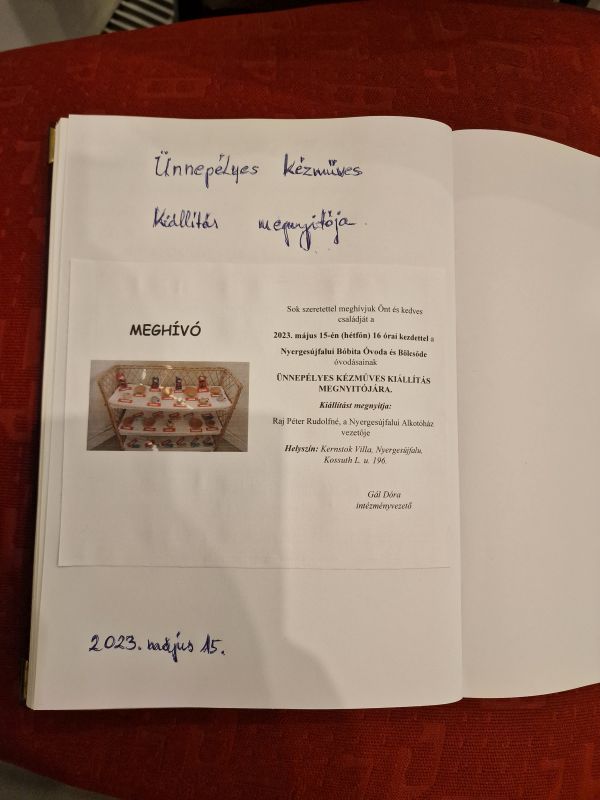 Ünnepélyes kézműves
Kiállítás megnyitója.
MEGHÍVÓ
Sok szeretettel meghívjuk Önt és kedves
családját a
2023. május 15-én (hétfőn) 16 órai kezdettel a
Nyergesújfalui Bóbita Óvoda és Bölcsőde
óvodásainak
ÜNNEPÉLYES KÉZMŰVES KIÁLLÍTÁS
MEGNYITÓJÁRA.
Kiállítást megnyitja:
Raj Péter Rudolfné, a Nyergesújfalui Alkotóház
vezetője
Helyszín: Kernstok Villa, Nyergesújfalu,
Kossuth L. u. 196.
Gál Dóra
intézményvezető
2023. május 15.